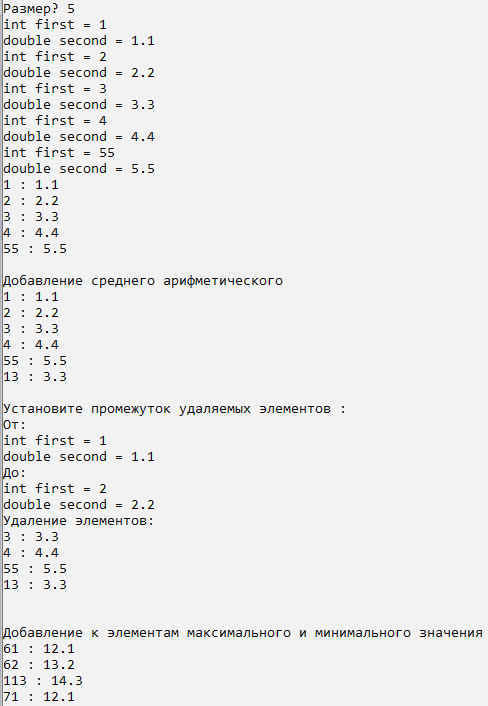 Размер? 5
int first = 1
double second = 1.1
int first = 2
double second = 2.2
int first = 3
double second = 3.3
int first = 4
double second = 4.4
int first = 55
double second = 5.5
1 : 1.1
2 : 2.2
3 : 3.3
4 : 4.4
55 : 5.5
Добавление среднего арифметического
1 : 1.1
2 : 2.2
3 : 3.3
4 : 4.4
55 : 5.5
13 : 3.3
Установите промежуток удаляемых элементов :
От:
int first = 1
double second = 1.1
До:
int first = 2
double second = 2.2
Удаление элементов:
3 : 3.3
4 : 4.4
55 : 5.5
13 : 3.3
Добавление к элементам максимального и минимального значения
61 : 12.1
62 : 13.2
113 : 14.3
71 : 12.1